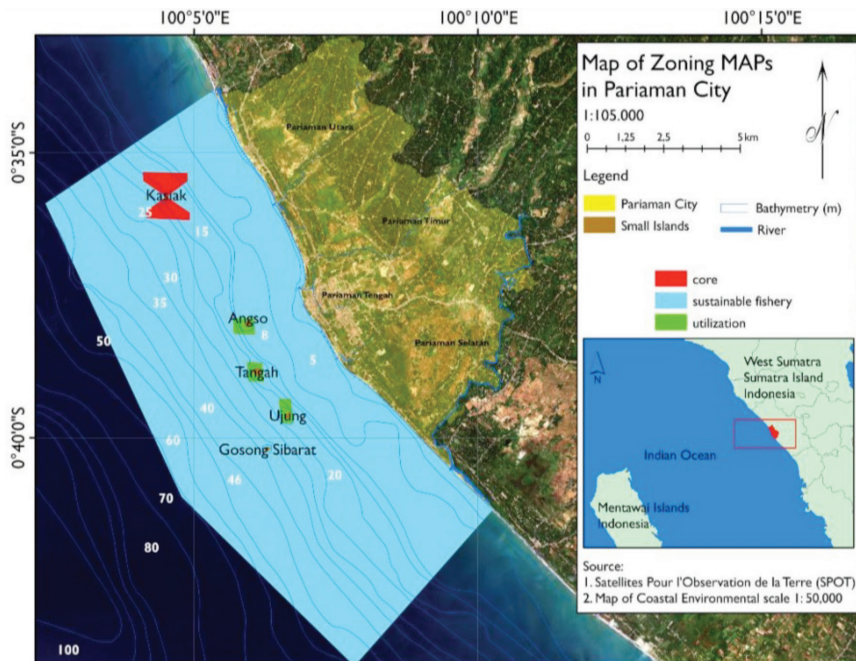 100°5'0"E
100°10'0"E
100°15'0"E
0°35'0"S
0°40'0"S
Pariaman Utara
Pariaman Timur
Pariaman Tengah
Pariaman Selatan
Kasiak
25
15
30
35
50
Angso
8
Tangah
5
Ujung
40
60
Gosong Sibarat
46
20
70
80
100
Map of Zoning MAPs
in Pariaman City
1:105.000
0 1,25 2,5 5 km
N
Legend
Pariaman City
Small Islands
Bathymetry (m)
River
core
sustainable fishery
utilization
N
West Sumatra
Sumatra Island
Indonesia
Indian Ocean
Mentawai Islands
Indonesia
Source:
1. Satellites Pour l'Observation de la Terre (SPOT)
2. Map of Coastal Environmental scale 1: 50,000